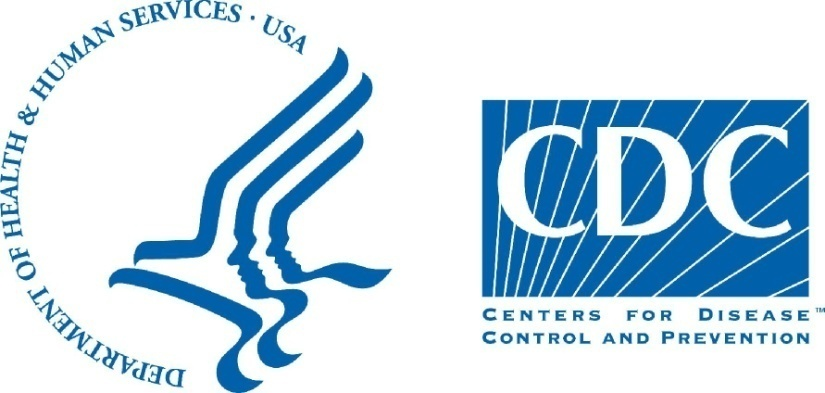 DEPARTMENT OF HEALTH & HUMAN SERVICES · USA
CDC
CENTERS FOR DISEASE™
CONTROL AND PREVENTION